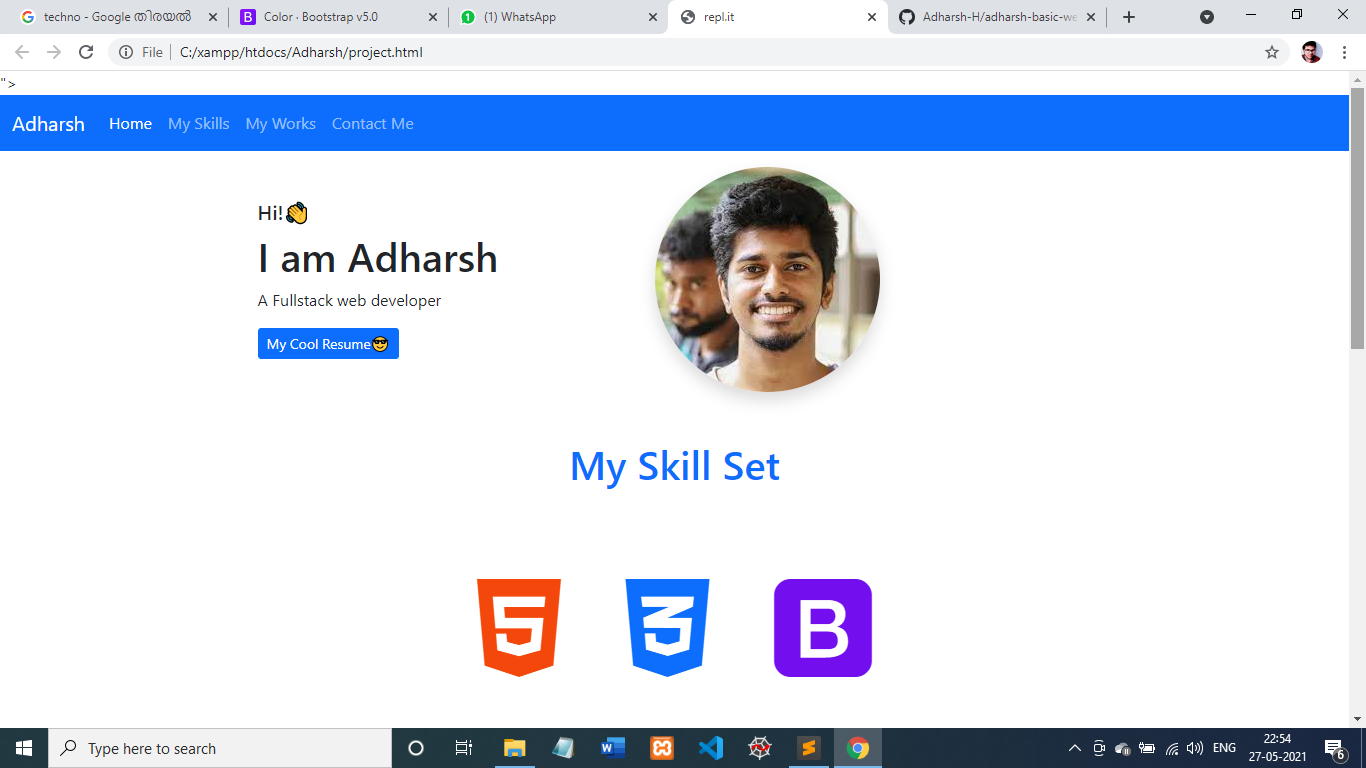 techno - Google തിരയൽ
Color · Bootstrap v5.0
(1) WhatsApp
repl.it
Adharsh-H/adharsh-basic-we
File | C:/xampp/htdocs/Adharsh/project.html
">
Adharsh Home My Skills My Works Contact Me
Hi!👋
I am Adharsh
A Fullstack web developer
My Cool Resume😎
My Skill Set
Type here to search
ENG
22:54
27-05-2021
6